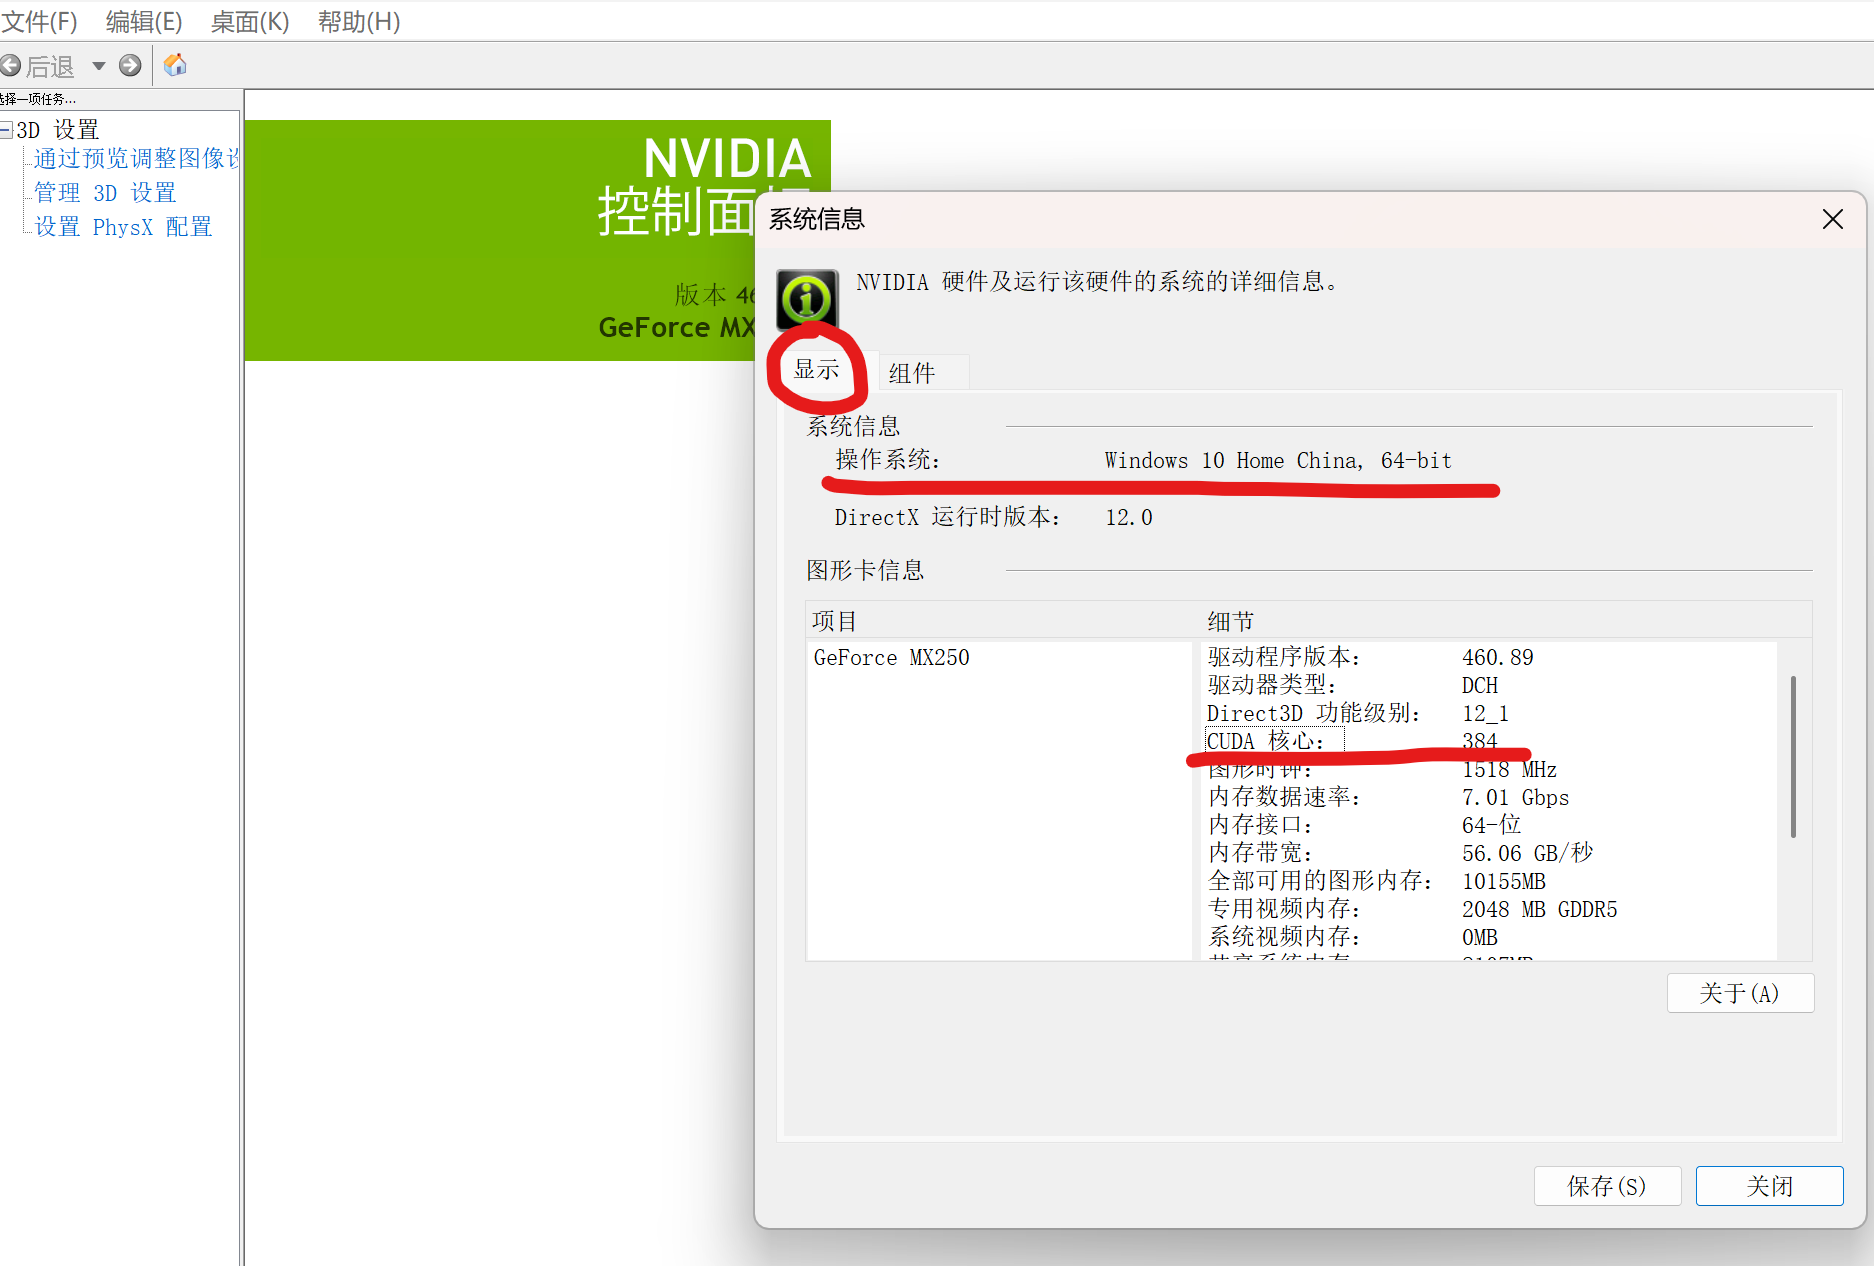 文件(F) 编辑(E) 桌面(K) 帮助(H)
后退
选择一项任务...
3D 设置
通过预览调整图像设
管理 3D 设置
设置 PhysX 配置
NVIDIA
控制面板
版本 46
GeForce MX
系统信息
NVIDIA 硬件及运行该硬件的系统的详细信息。
显示 组件
系统信息
操作系统: Windows 10 Home China, 64-bit
DirectX 运行时版本: 12.0
图形卡信息
项目 细节
GeForce MX250
驱动程序版本: 460.89
驱动器类型: DCH
Direct3D 功能级别: 12_1
CUDA 核心: 384
图形时钟: 1518 MHz
内存数据速率: 7.01 Gbps
内存接口: 64-位
内存带宽: 56.06 GB/秒
全部可用的图形内存: 10155MB
专用视频内存: 2048 MB GDDR5
系统视频内存: 0MB
关于(A)
保存(S) 关闭